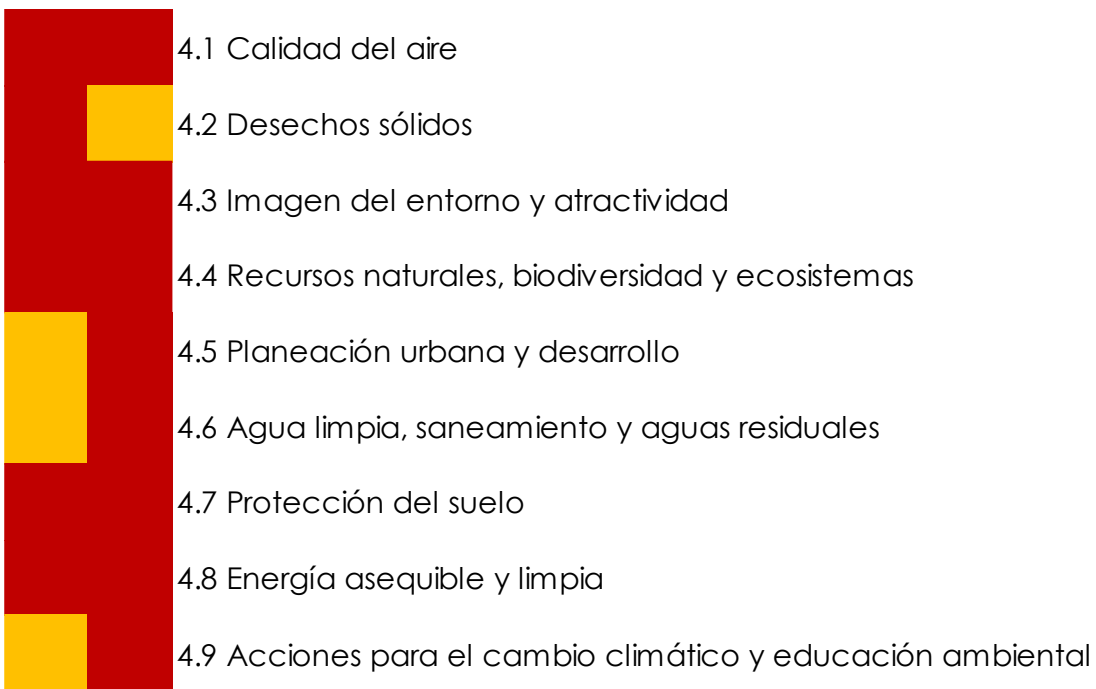 4.1 Calidad del aire
4.2 Desechos sólidos
4.3 Imagen del entorno y atractividad
4.4 Recursos naturales, biodiversidad y ecosistemas
4.5 Planeación urbana y desarrollo
4.6 Agua limpia, saneamiento y aguas residuales
4.7 Protección del suelo
4.8 Energía asequible y limpia
4.9 Acciones para el cambio climático y educación ambiental